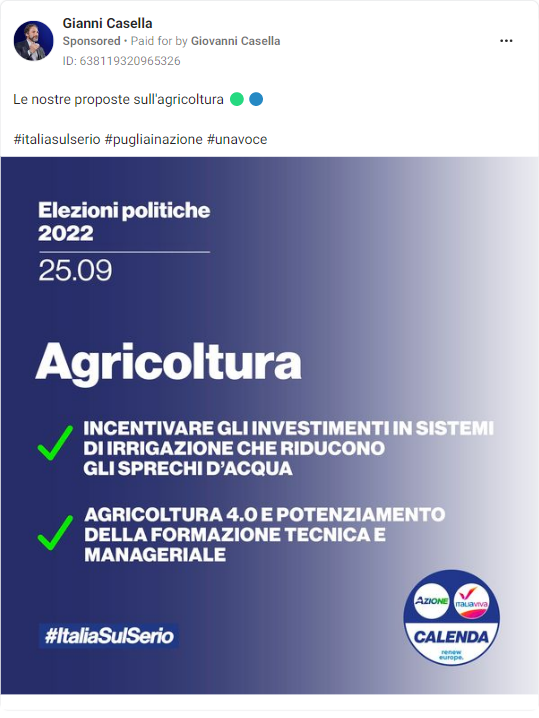 Gianni Casella
Sponsored • Paid for by Giovanni Casella
ID: 638119320965326
Le nostre proposte sull'agricoltura
#italiasulserio #pugliainazione #unavoce
Elezioni politiche
2022
25.09
Agricoltura
INCENTIVARE GLI INVESTIMENTI IN SISTEMI
DI IRRIGAZIONE CHE RIDUCONO
GLI SPRECHI D'ACQUA
AGRICOLTURA 4.0 E POTENZIAMENTO
DELLA FORMAZIONE TECNICA E
MANAGERIALE
#ItaliaSulSerio
AZIONE
ITALIAVIVA
CALENDA
renew
europe.